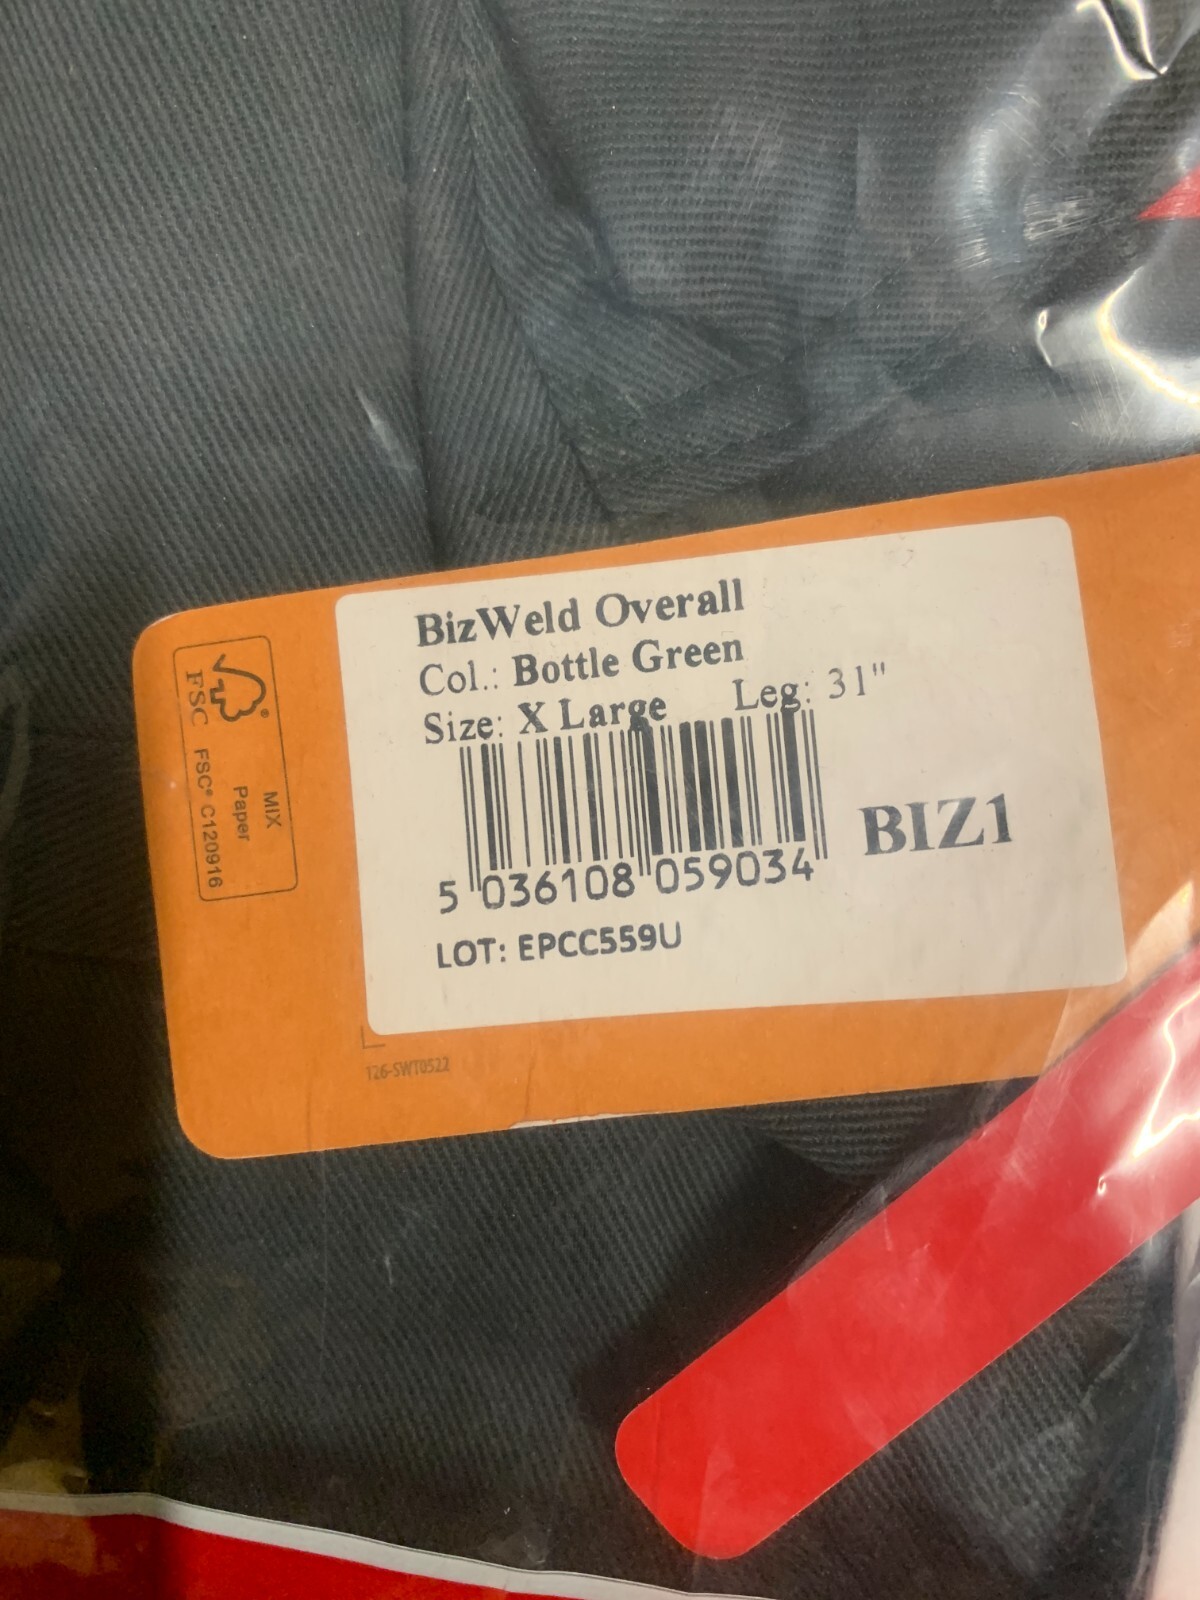 BizWeld Overall
Col.: Bottle Green
Size: X Large Leg: 31"
BIZ1
5 036108 059034
LOT: EPCC559U
FSC®
MIX
Paper
FSC® C120916
126-SWT0522